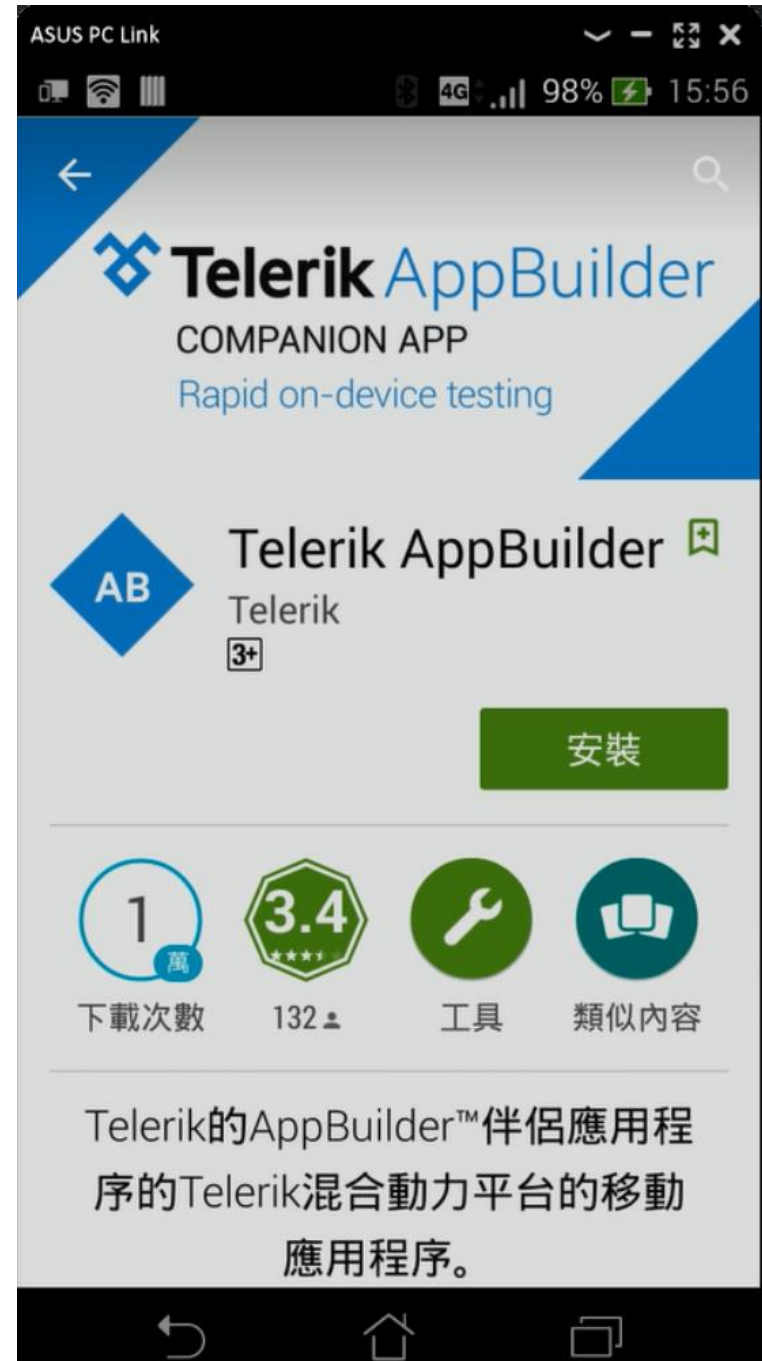 ASUS PC Link
4G 98% 15:56
Telerik AppBuilder
COMPANION APP
Rapid on-device testing
AB
Telerik AppBuilder
Telerik
3+
安裝
1 萬
3.4
下載次數
132
工具
類似內容
Telerik的AppBuilder™伴侶應用程
序的Telerik混合動力平台的移動
應用程序。